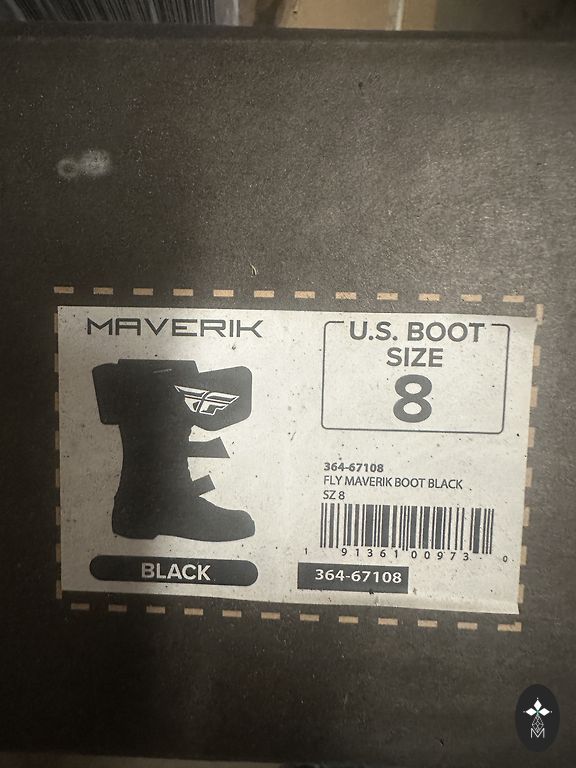 MAVERIK
BLACK
U.S. BOOT
SIZE
8
364-67108
FLY MAVERIK BOOT BLACK
SZ 8
1 91361 00973 0
364-67108
M